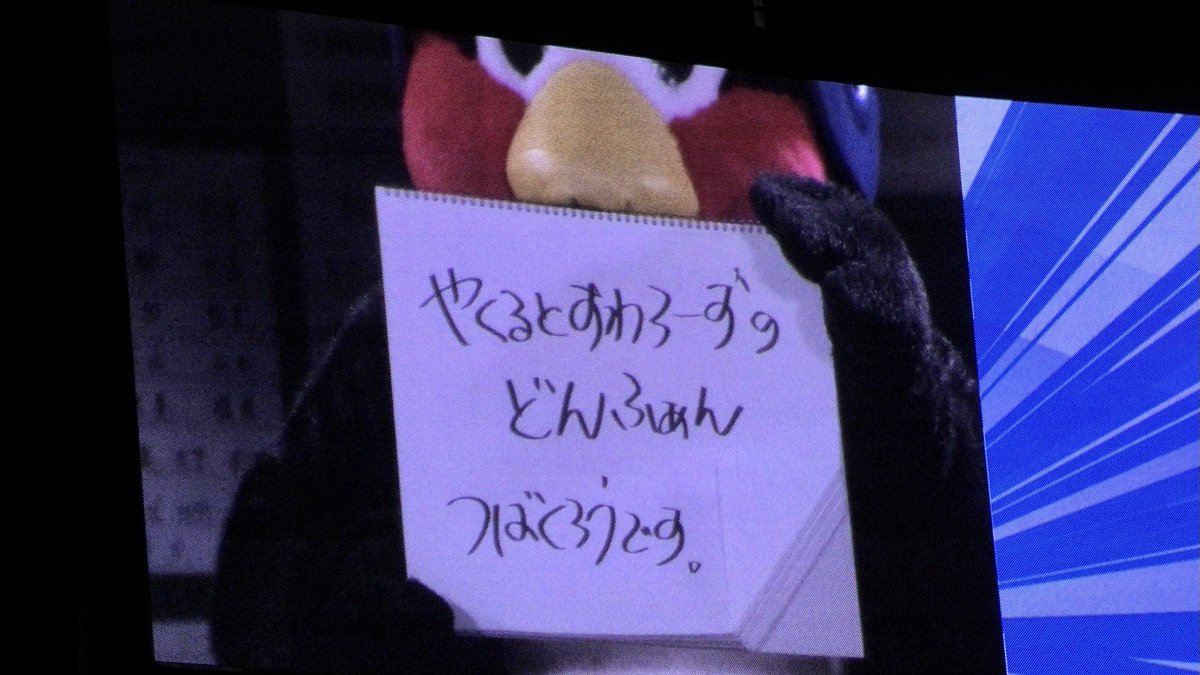 やくるとすわろーずの
どんふぁん
つばくろうです。